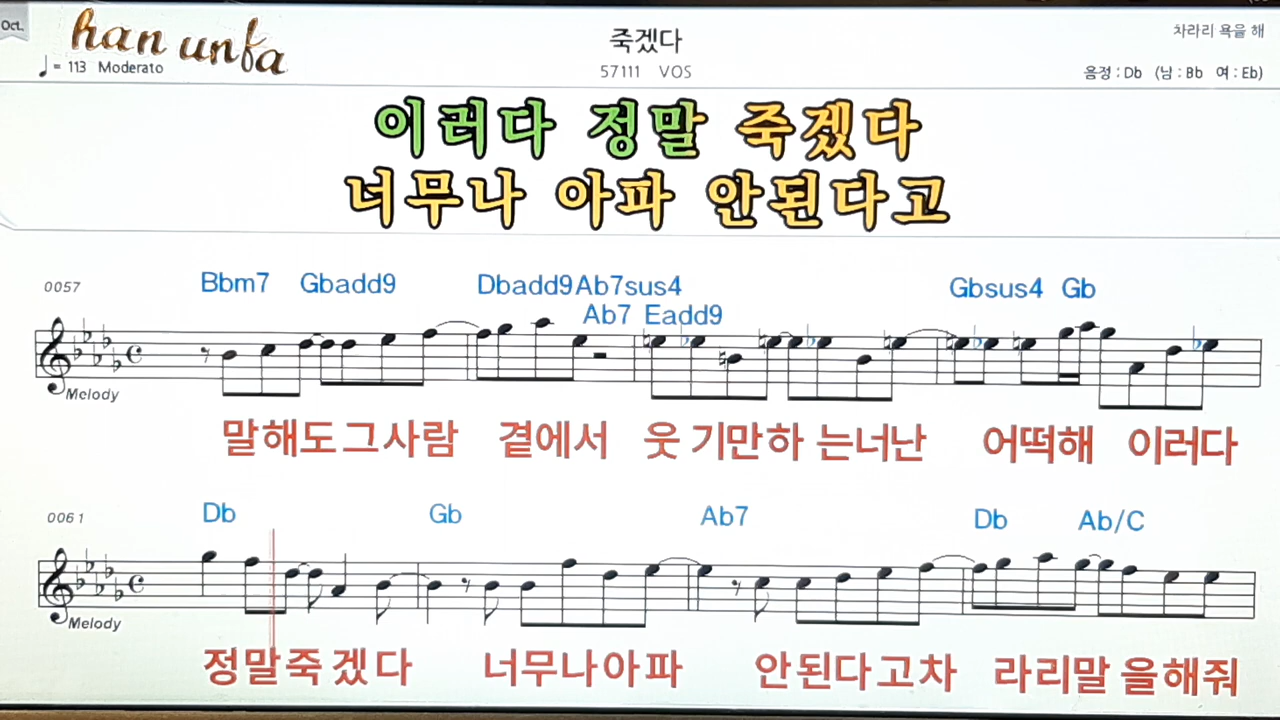 Oct.
han unfa
♩= 113 Moderato
죽겠다
57111 VOS
차라리 욕을 해
음정 : Db (남 : Bb 여 : Eb)
이러다 정말 죽겠다
너무나 아파 안된다고
0057
Bbm7 Gbadd9 Dbadd9 Ab7sus4 Gbsus4 Gb
Ab7 Eadd9
Melody
말해도그사람 곁에서 웃 기만하 는너난 어떡해 이러다
0061
Db Gb Ab7 Db Ab/C
Melody
정말죽 겠 다 너무나아파 안된다고차 라리말 을해줘